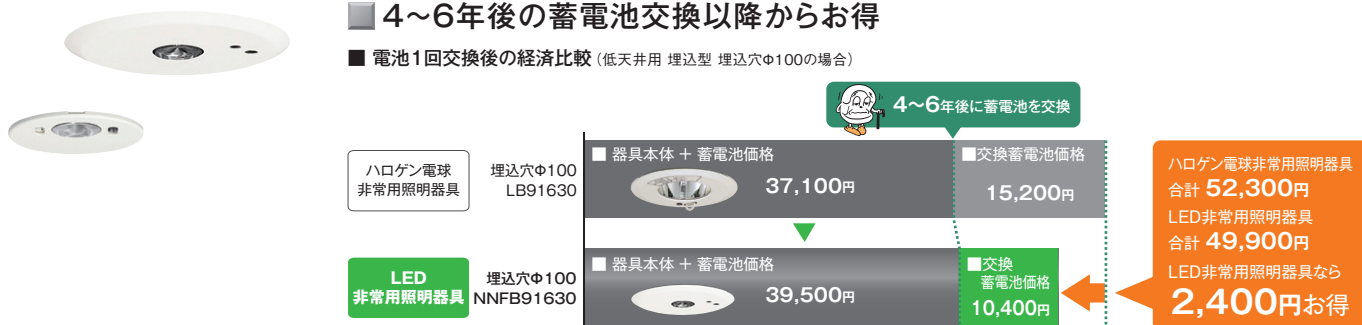 ■ 4〜6年後の蓄電池交換以降からお得
■ 電池1回交換後の経済比較（低天井用 埋込型 埋込穴Φ100の場合）
4〜6年後に蓄電池を交換
ハロゲン電球
非常用照明器具
埋込穴Φ100
LB91630
■ 器具本体 + 蓄電池価格
37,100円
■交換蓄電池価格
15,200円
LED
非常用照明器具
埋込穴Φ100
NNFB91630
■ 器具本体 + 蓄電池価格
39,500円
■交換
蓄電池価格
10,400円
ハロゲン電球非常用照明器具
合計 52,300円
LED非常用照明器具
合計 49,900円
LED非常用照明器具なら
2,400円お得